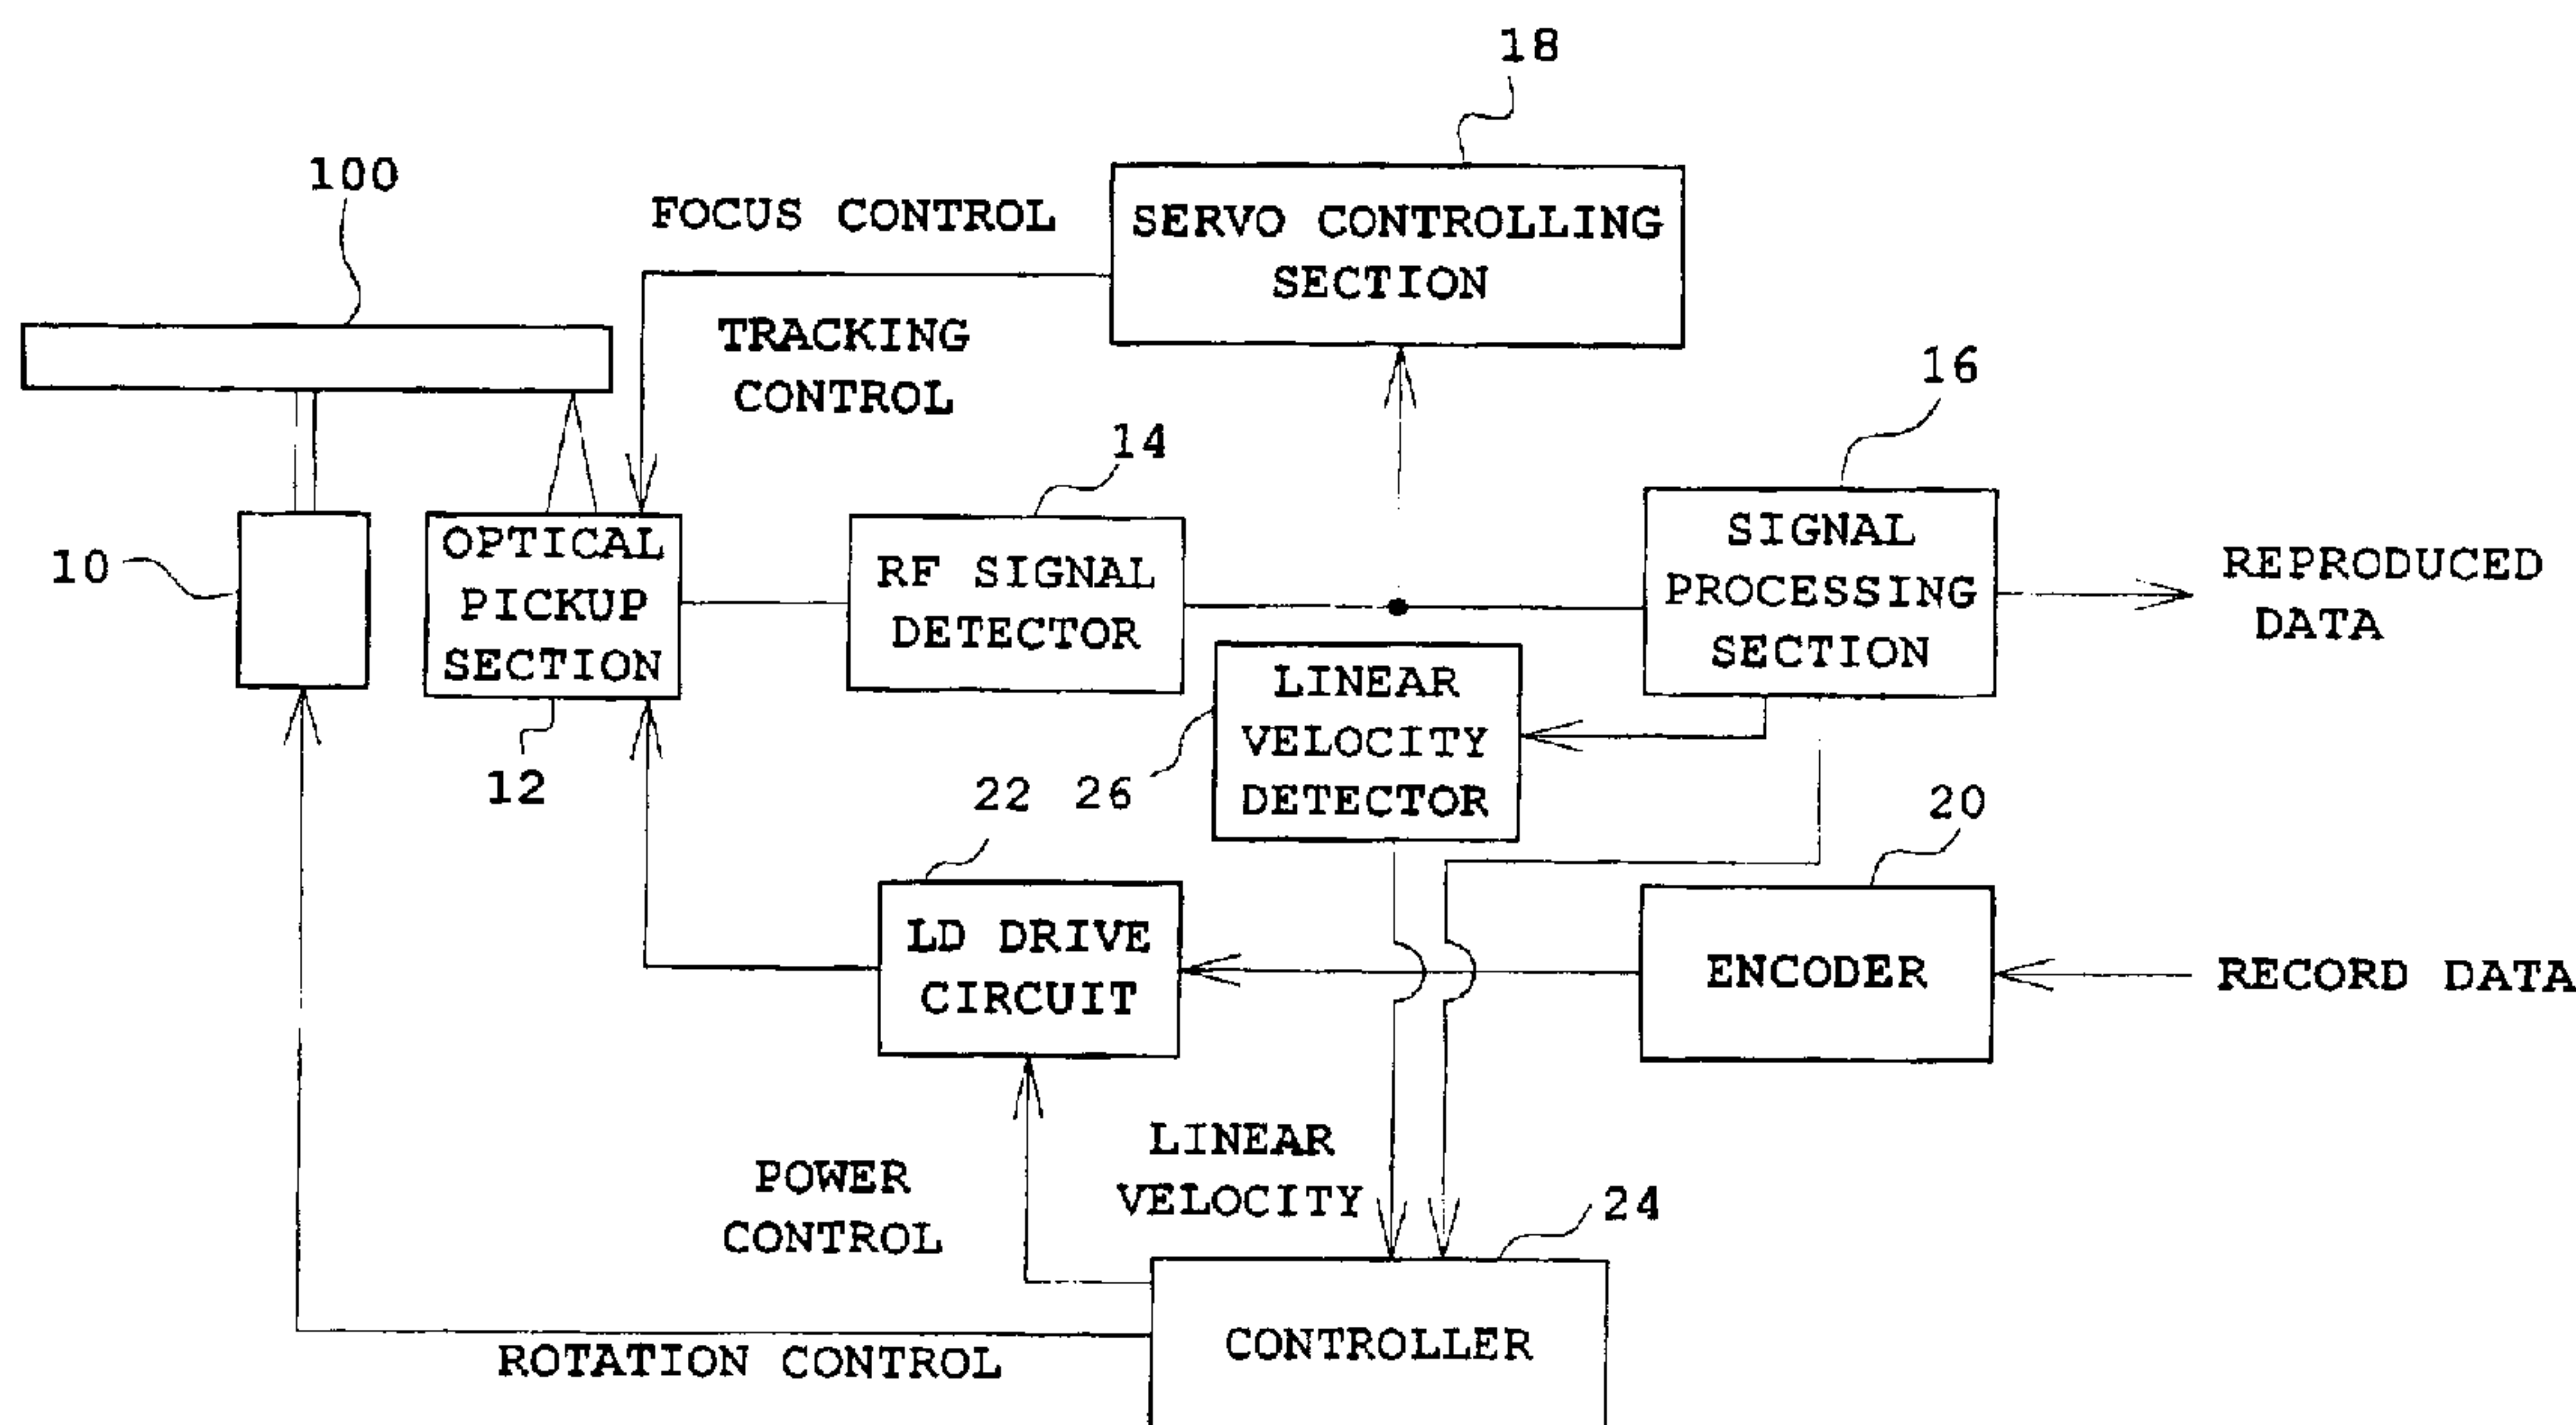 18
100
FOCUS CONTROL
SERVO CONTROLLING
SECTION
TRACKING
CONTROL
16
14
10
OPTICAL
PICKUP
SECTION
RF SIGNAL
DETECTOR
SIGNAL
PROCESSING
SECTION
REPRODUCED
DATA
12
LINEAR
VELOCITY
DETECTOR
22
26
20
LD DRIVE
CIRCUIT
ENCODER
RECORD DATA
POWER
CONTROL
LINEAR
VELOCITY
24
CONTROLLER
ROTATION CONTROL